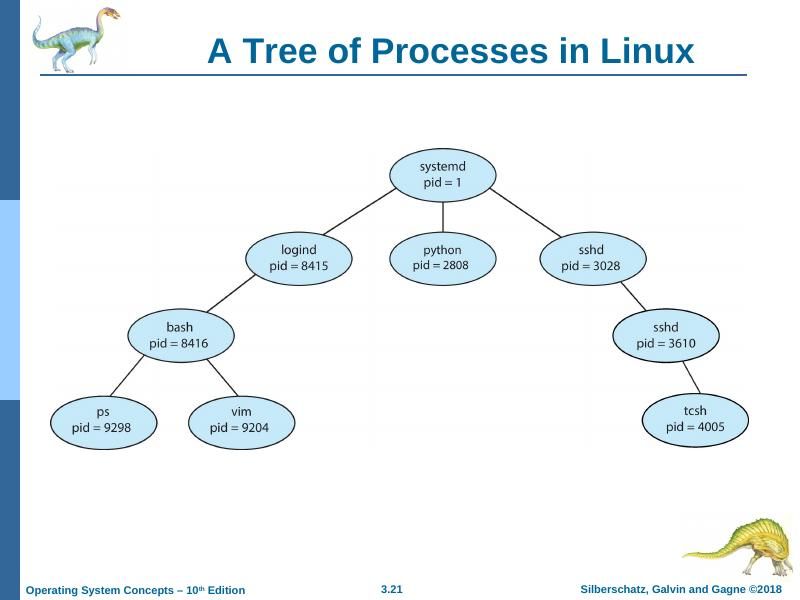 A Tree of Processes in Linux
systemd
pid = 1
logind
pid = 8415
python
pid = 2808
sshd
pid = 3028
bash
pid = 8416
sshd
pid = 3610
ps
pid = 9298
vim
pid = 9204
tcsh
pid = 4005
Operating System Concepts – 10th Edition
3.21
Silberschatz, Galvin and Gagne ©2018